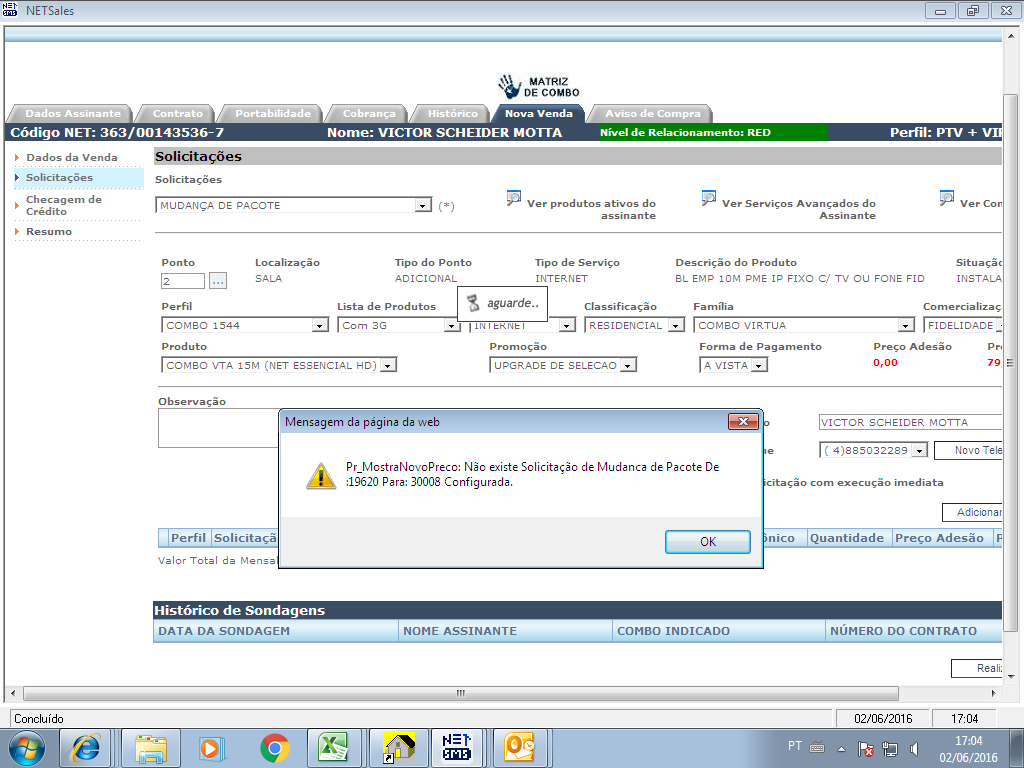 NET SMS NETSales
MATRIZ
DE COMBO
Dados Assinante Contrato Portabilidade Cobrança Histórico Nova Venda Aviso de Compra
Código NET: 363/00143536-7 Nome: VICTOR SCHEIDER MOTTA Nível de Relacionamento: RED Perfil: PTV + VI
Dados da Venda
Solicitações
Checagem de
Crédito
Resumo
Solicitações
Solicitações
MUDANÇA DE PACOTE (*)
Ver produtos ativos do
assinante
Ver Serviços Avançados do
Assinante
Ver Con
Ponto Localização Tipo do Ponto Tipo de Serviço Descrição do Produto Situaçã
2 ... SALA ADICIONAL INTERNET BL EMP 10M PME IP FIXO C/ TV OU FONE FID INSTALA
aguarde..
Perfil Lista de Produtos Classificação Família Comercializaç
COMBO 1544 Com 3G INTERNET RESIDENCIAL COMBO VIRTUA FIDELIDADE
Produto Promoção Forma de Pagamento Preço Adesão Pr
COMBO VTA 15M (NET ESSENCIAL HD) UPGRADE DE SELECAO A VISTA 0,00 79
Observação
VICTOR SCHEIDER MOTTA
( 4)885032289 Novo Tele
icitação com execução imediata
Adicionar
Mensagem da página da web
Pr_MostraNovoPreco: Não existe Solicitação de Mudanca de Pacote De
:19620 Para: 30008 Configurada.
OK
Perfil Solicitaçã ônico Quantidade Preço Adesão P
Valor Total da Mensal
Histórico de Sondagens
DATA DA SONDAGEM NOME ASSINANTE COMBO INDICADO NÚMERO DO CONTRATO
Realiz
Concluído 02/06/2016 17:04
NET SMS PT 17:04
02/06/2016